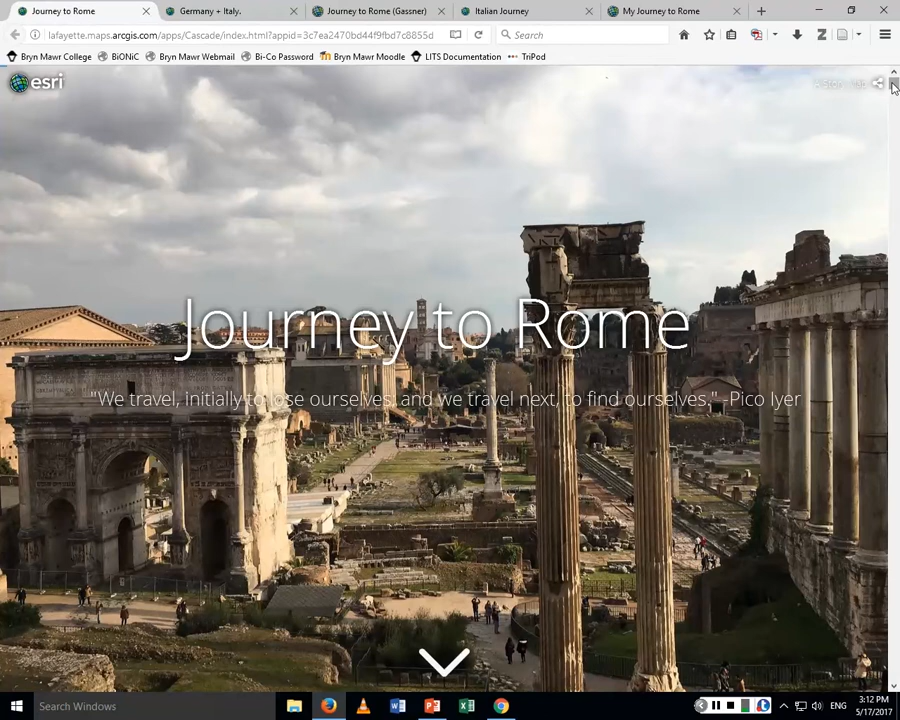 Journey to Rome
Germany + Italy.
Journey to Rome (Gassner)
Italian Journey
My Journey to Rome
lafayette.maps.arcgis.com/apps/Cascade/index.html?appid=3c7ea2470bd44f9fbd7c8855d
Search
Bryn Mawr College
BiONiC
Bryn Mawr Webmail
Bi-Co Password
Bryn Mawr Moodle
LITS Documentation
TriPod
esri
A Story Map
Journey to Rome
"We travel, initially, to lose ourselves, and we travel next, to find ourselves." -Pico Iyer
Search Windows
ENG
3:12 PM
5/17/2017